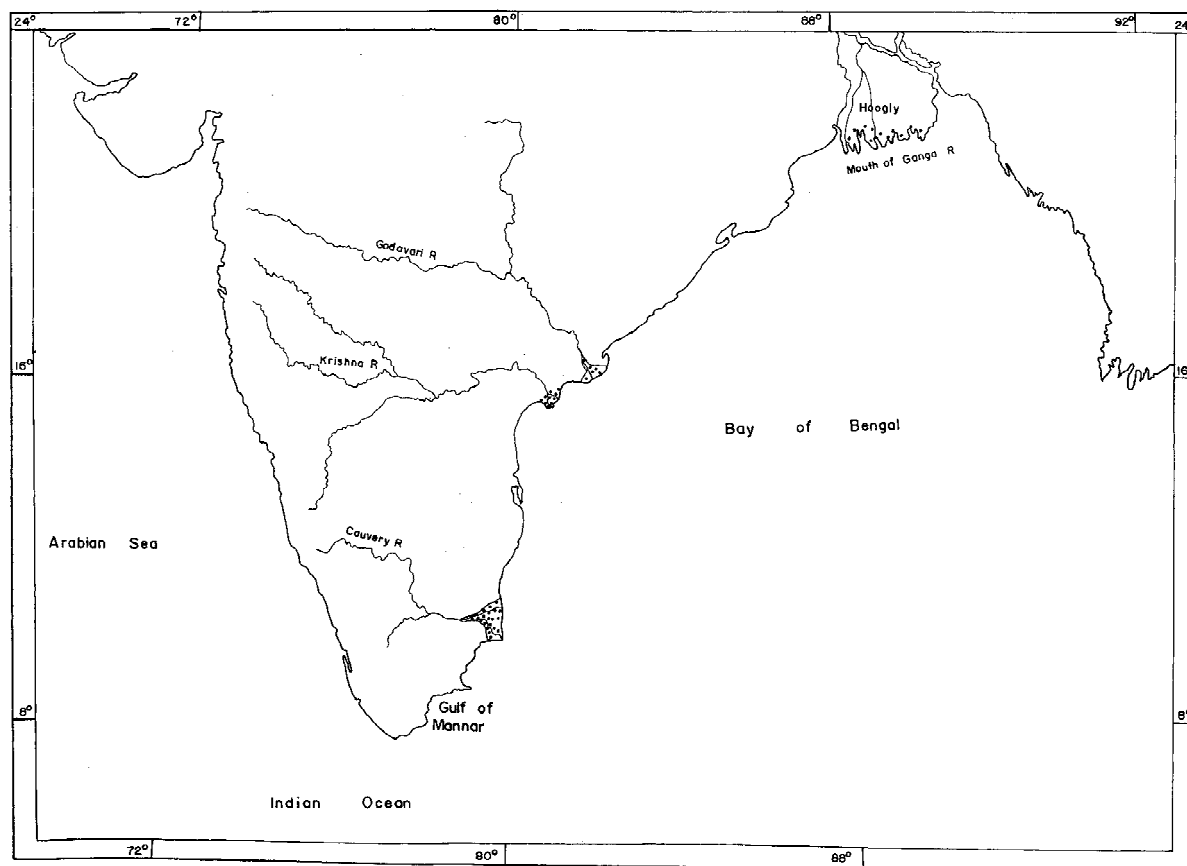 24° 72° 80° 88° 92° 24
Hoogly
Mouth of Ganga R
Godavari R
Krishna R
16° 16
Bay of Bengal
Cauvery R
Arabian Sea
Gulf of
Mannar
8° 8°
Indian Ocean
72° 80° 88°